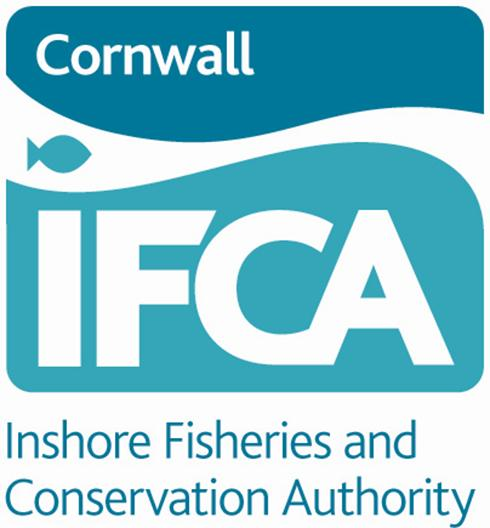 Cornwall
IFCA
Inshore Fisheries and
Conservation Authority